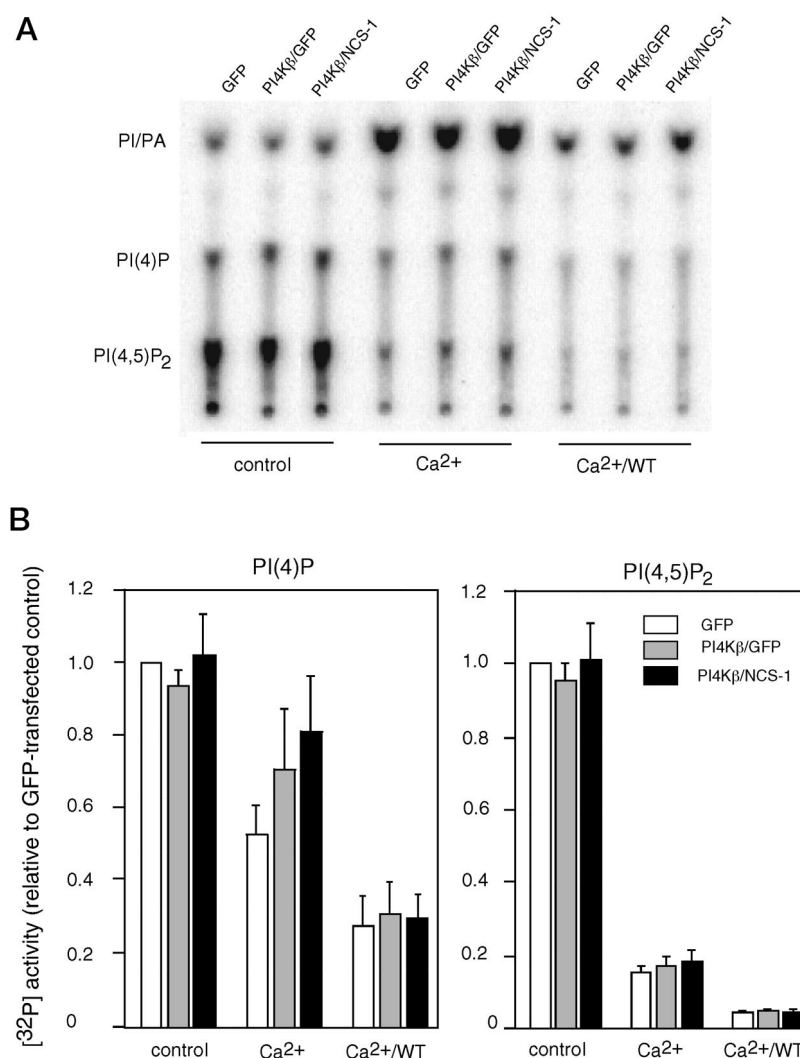 A
GFP PI4Kβ/GFP PI4Kβ/NCS-1 GFP PI4Kβ/GFP PI4Kβ/NCS-1 GFP PI4Kβ/GFP PI4Kβ/NCS-1
PI/PA
PI(4)P
PI(4,5)P2
control Ca2+ Ca2+/WT
B
[32P] activity (relative to GFP-transfected control)
PI(4)P
1.2
1.0
0.8
0.6
0.4
0.2
0
control Ca2+ Ca2+/WT
PI(4,5)P2
1.2
1.0
0.8
0.6
0.4
0.2
0
GFP
PI4Kβ/GFP
PI4Kβ/NCS-1
control Ca2+ Ca2+/WT